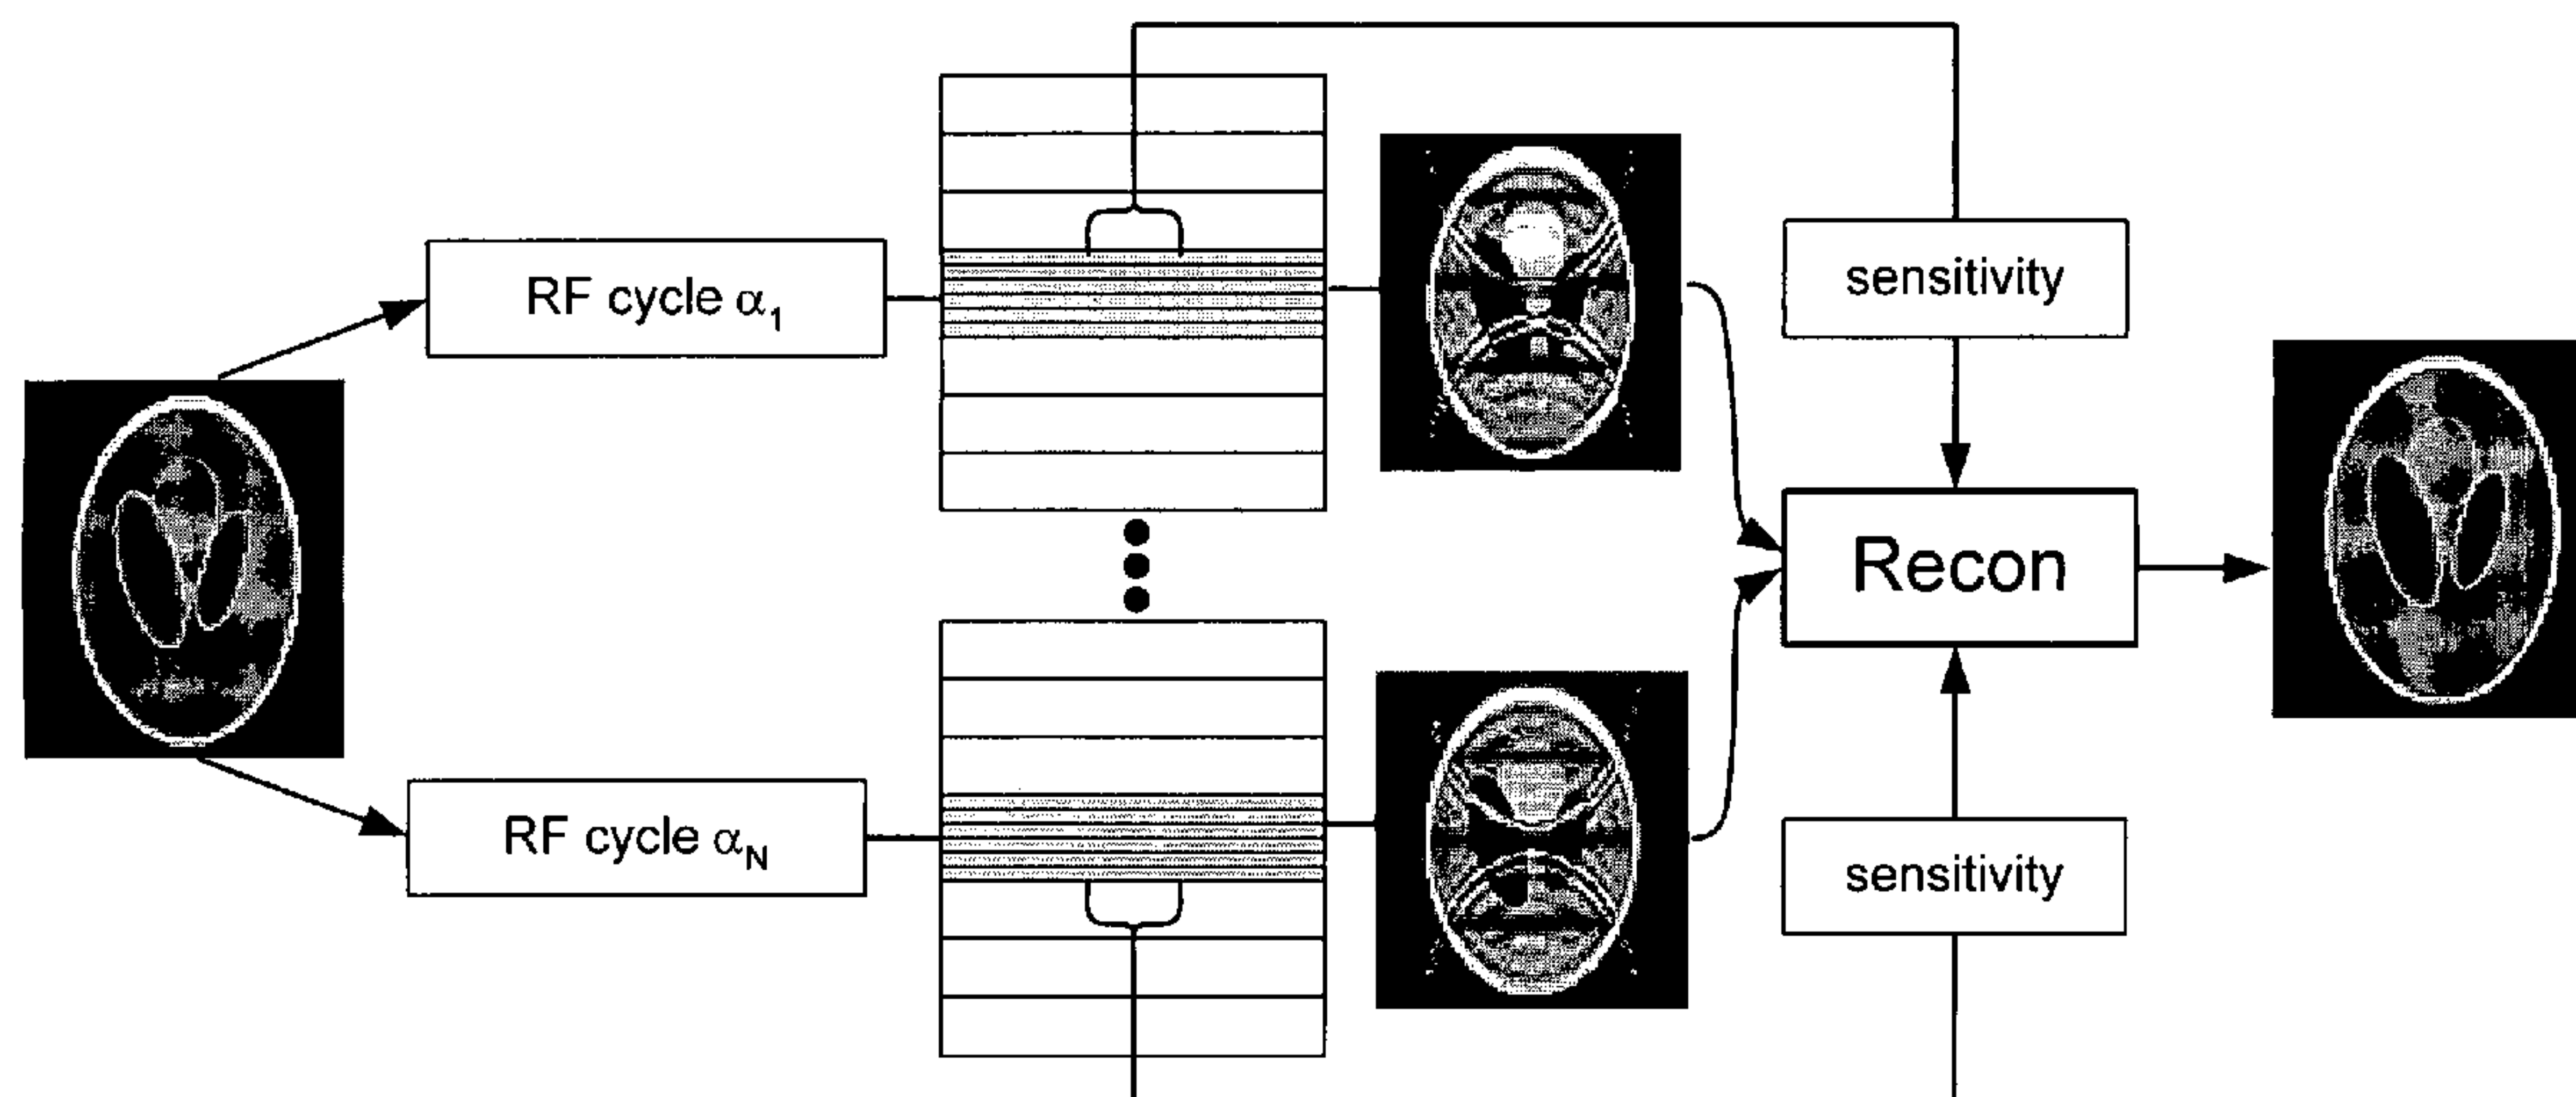 RF cycle α₁
sensitivity
Recon
RF cycle αN
sensitivity